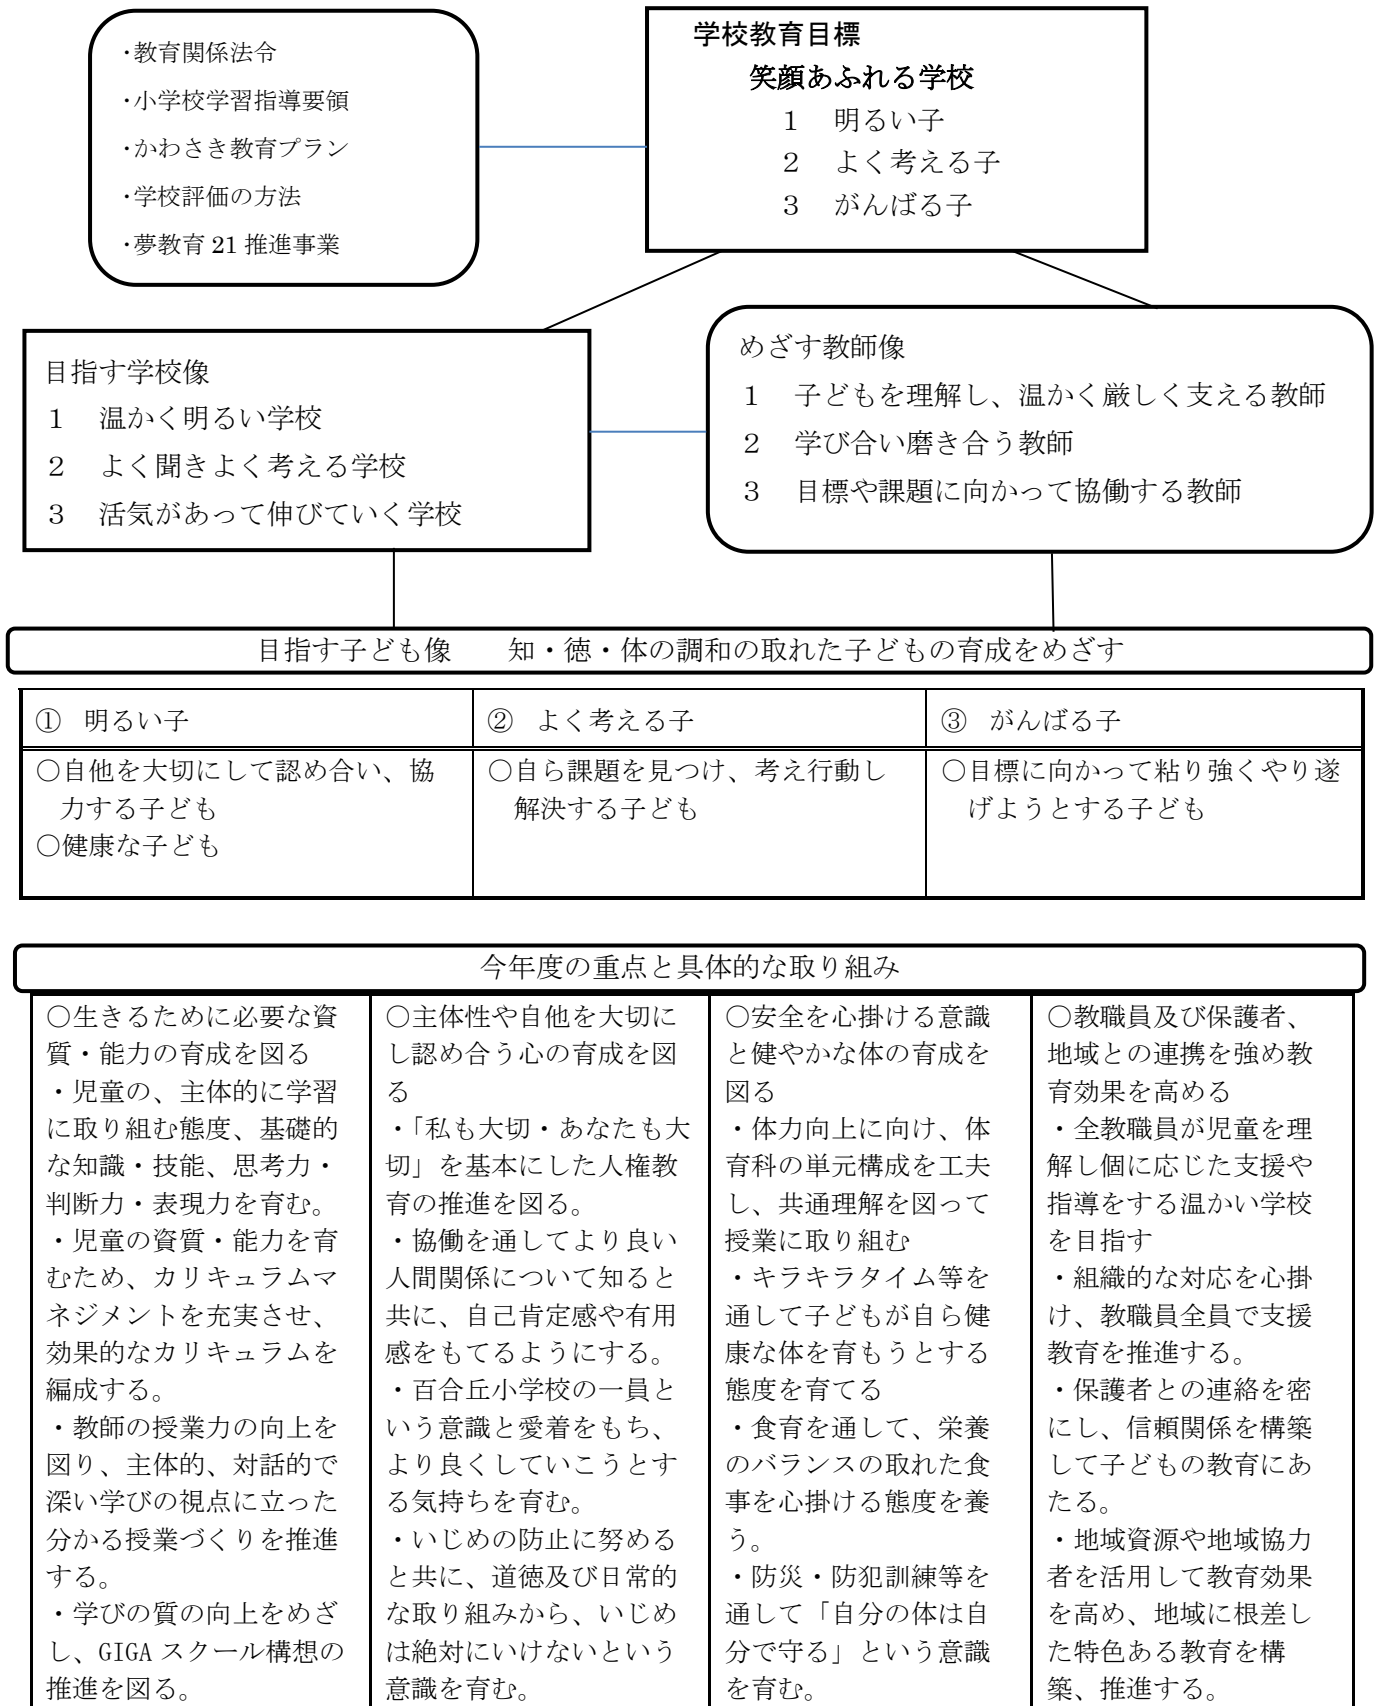 ・教育関係法令
・小学校学習指導要領
・かわさき教育プラン
・学校評価の方法
・夢教育 21 推進事業
学校教育目標
笑顔あふれる学校
１　明るい子
２　よく考える子
３　がんばる子
目指す学校像
１　温かく明るい学校
２　よく聞きよく考える学校
３　活気があって伸びていく学校
めざす教師像
１　子どもを理解し、温かく厳しく支える教師
２　学び合い磨き合う教師
３　目標や課題に向かって協働する教師
目指す子ども像　　知・徳・体の調和の取れた子どもの育成をめざす
①　明るい子
○自他を大切にして認め合い、協
力する子ども
○健康な子ども
②　よく考える子
○自ら課題を見つけ、考え行動し
解決する子ども
③　がんばる子
○目標に向かって粘り強くやり遂
げようとする子ども
今年度の重点と具体的な取り組み
○生きるために必要な資
質・能力の育成を図る
・児童の、主体的に学習
に取り組む態度、基礎的
な知識・技能、思考力・
判断力・表現力を育む。
・児童の資質・能力を育
むため、カリキュラムマ
ネジメントを充実させ、
効果的なカリキュラムを
編成する。
・教師の授業力の向上を
図り、主体的、対話的で
深い学びの視点に立った
分かる授業づくりを推進
する。
・学びの質の向上をめざ
し、GIGA スクール構想の
推進を図る。
○主体性や自他を大切に
し認め合う心の育成を図
る
・「私も大切・あなたも大
切」を基本にした人権教
育の推進を図る。
・協働を通してより良い
人間関係について知ると
共に、自己肯定感や有用
感をもてるようにする。
・百合丘小学校の一員と
いう意識と愛着をもち、
より良くしていこうとす
る気持ちを育む。
・いじめの防止に努める
と共に、道徳及び日常的
な取り組みから、いじめ
は絶対にいけないという
意識を育む。
○安全を心掛ける意識
と健やかな体の育成を
図る
・体力向上に向け、体
育科の単元構成を工夫
し、共通理解を図って
授業に取り組む
・キラキラタイム等を
通して子どもが自ら健
康な体を育もうとする
態度を育てる
・食育を通して、栄養
のバランスの取れた食
事を心掛ける態度を養
う。
・防災・防犯訓練等を
通して「自分の体は自
分で守る」という意識
を育む。
○教職員及び保護者、
地域との連携を強め教
育効果を高める
・全教職員が児童を理
解し個に応じた支援や
指導をする温かい学校
を目指す
・組織的な対応を心掛
け、教職員全員で支援
教育を推進する。
・保護者との連絡を密
にし、信頼関係を構築
して子どもの教育にあ
たる。
・地域資源や地域協力
者を活用して教育効果
を高め、地域に根差し
た特色ある教育を構
築、推進する。